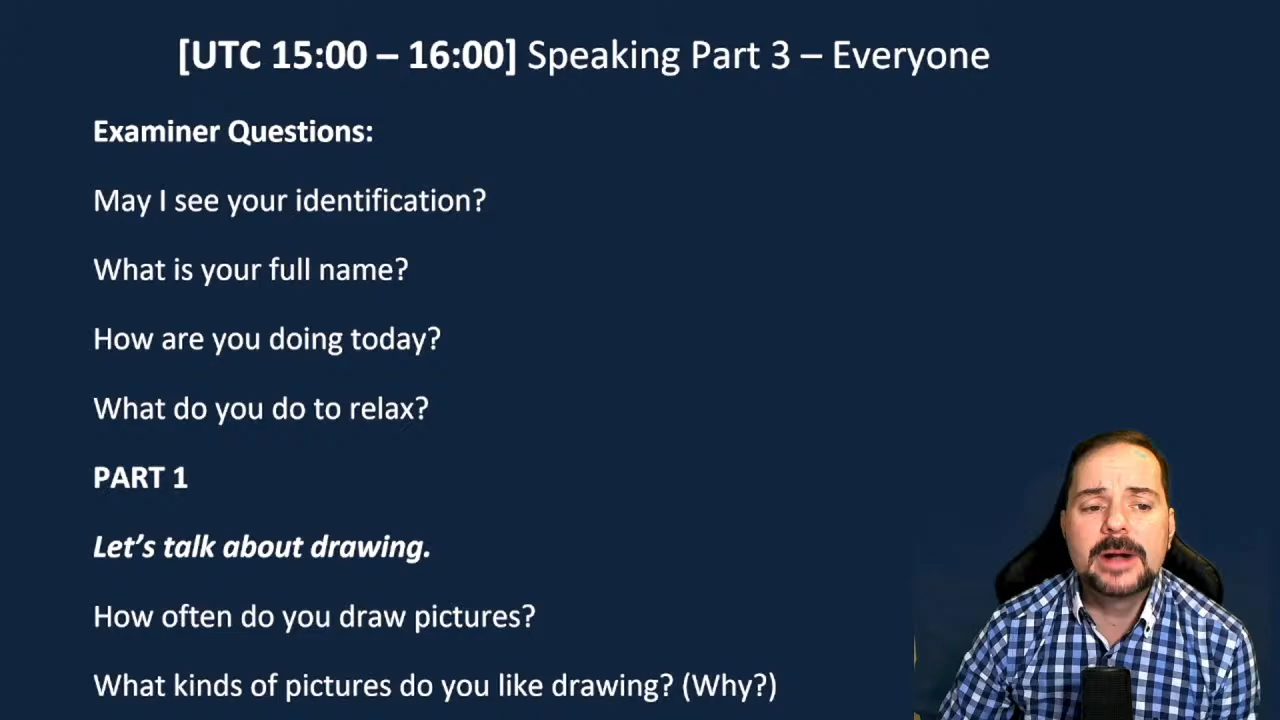 [UTC 15:00 – 16:00] Speaking Part 3 – Everyone
Examiner Questions:
May I see your identification?
What is your full name?
How are you doing today?
What do you do to relax?
PART 1
Let’s talk about drawing.
How often do you draw pictures?
What kinds of pictures do you like drawing? (Why?)